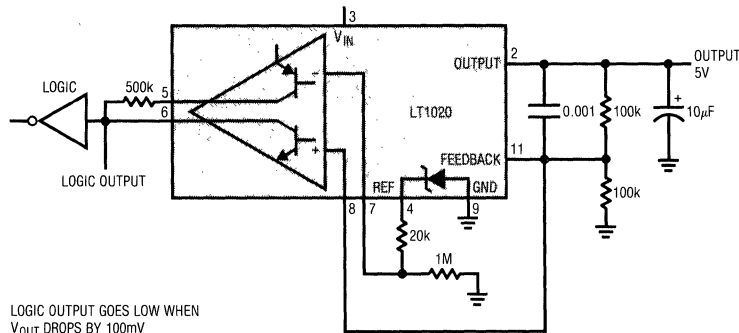 3
V_IN
OUTPUT
2
OUTPUT
5V
LOGIC
500k
5
6
−
+
LT1020
0.001
100k
+
10µF
LOGIC OUTPUT
FEEDBACK
11
REF
GND
8
7
4
9
100k
20k
1M
LOGIC OUTPUT GOES LOW WHEN
V_OUT DROPS BY 100mV